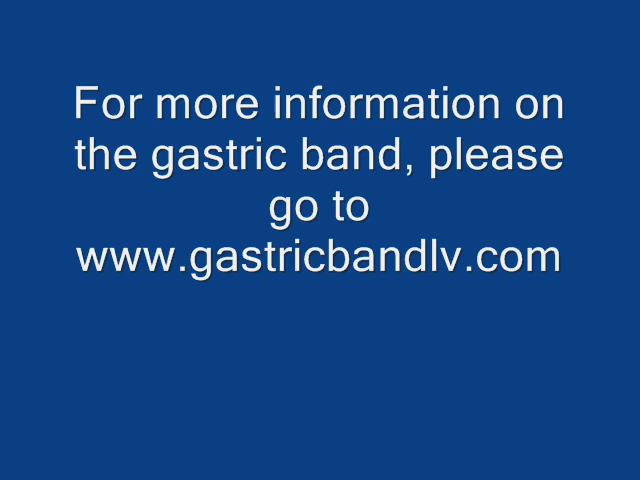 For more information on
the gastric band, please
go to
www.gastricbandlv.com